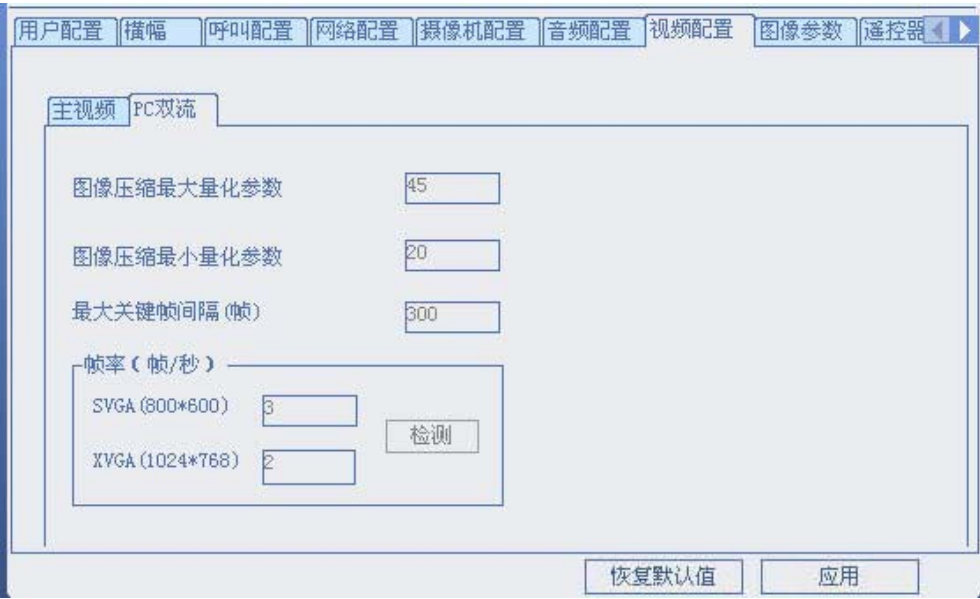 用户配置 横幅 呼叫配置 网络配置 摄像机配置 音频配置 视频配置 图像参数 遥控器
主视频 PC双流
图像压缩最大量化参数 45
图像压缩最小量化参数 20
最大关键帧间隔(帧) 300
帧率(帧/秒)
SVGA(800*600) 3
检测
XVGA(1024*768) 2
恢复默认值 应用